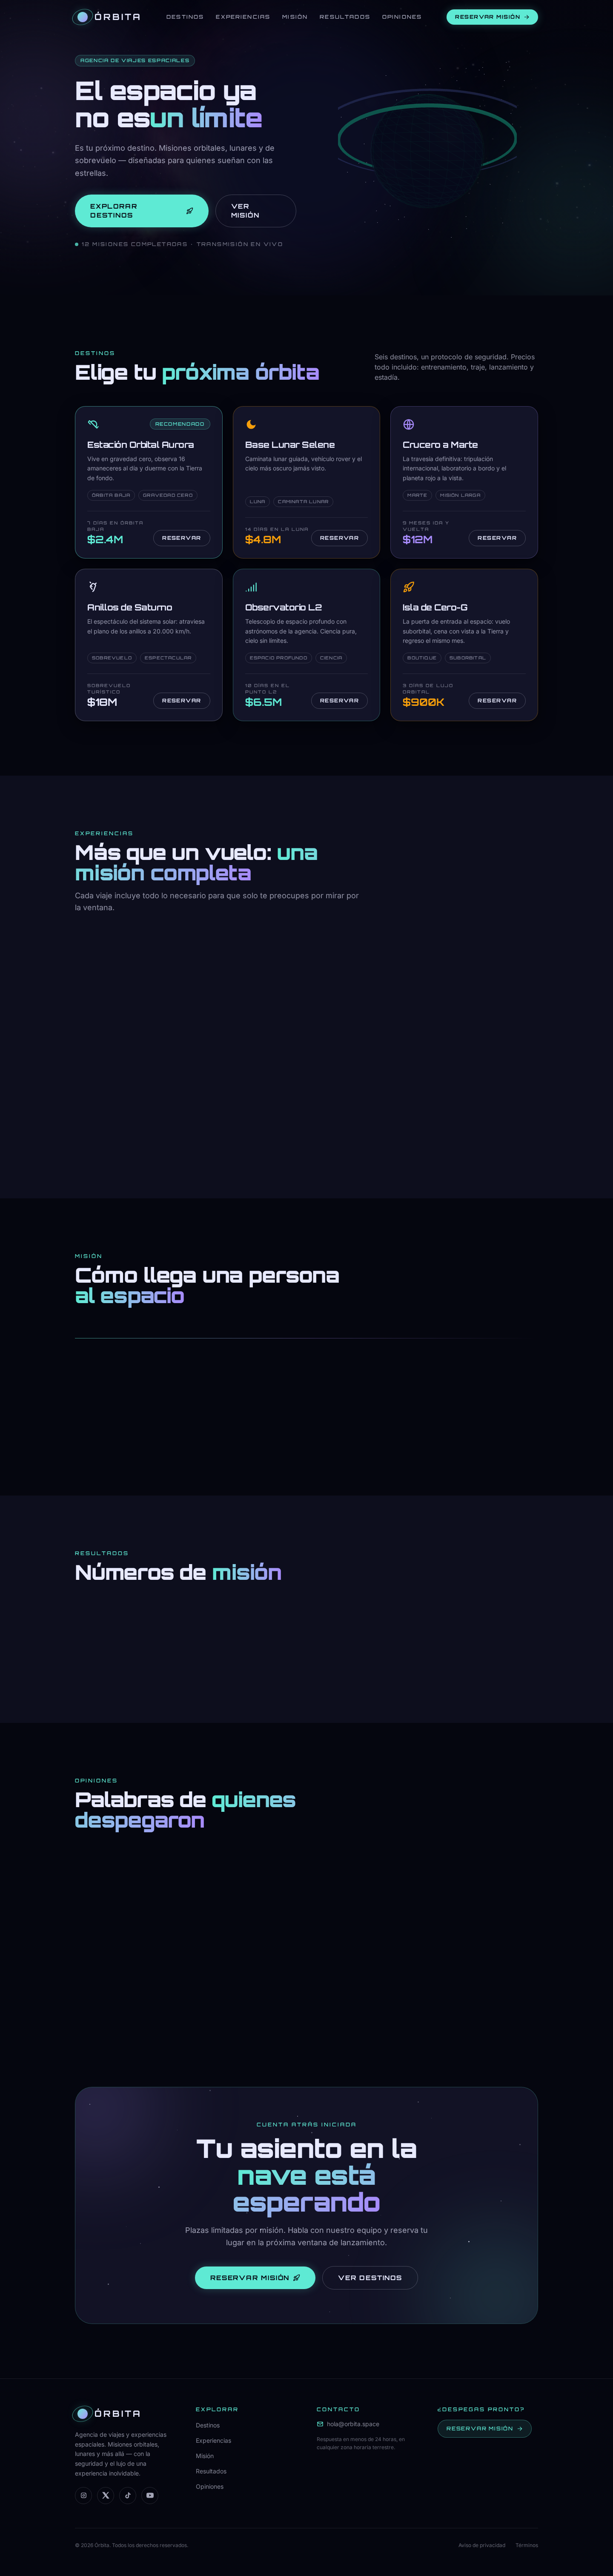 ÓRBITA
DESTINOS
EXPERIENCIAS
MISIÓN
RESULTADOS
OPINIONES
RESERVAR MISIÓN
AGENCIA DE VIAJES ESPACIALES
El espacio ya
no es un límite
Es tu próximo destino. Misiones orbitales, lunares y de
sobrevuelo — diseñadas para quienes sueñan con las
estrellas.
EXPLORAR
DESTINOS
VER
MISIÓN
12 MISIONES COMPLETADAS · TRANSMISIÓN EN VIVO
DESTINOS
Elige tu próxima órbita
Seis destinos, un protocolo de seguridad. Precios
todo incluido: entrenamiento, traje, lanzamiento y
estadía.
RECOMENDADO
Estación Orbital Aurora
Vive en gravedad cero, observa 16
amaneceres al día y duerme con la Tierra
de fondo.
ÓRBITA BAJA
GRAVEDAD CERO
7 DÍAS EN ÓRBITA
BAJA
$2.4M
RESERVAR
Base Lunar Selene
Caminata lunar guiada, vehículo rover y el
cielo más oscuro jamás visto.
LUNA
CAMINATA LUNAR
14 DÍAS EN LA LUNA
$4.8M
RESERVAR
Crucero a Marte
La travesía definitiva: tripulación
internacional, laboratorio a bordo y el
planeta rojo a la vista.
MARTE
MISIÓN LARGA
9 MESES IDA Y
VUELTA
$12M
RESERVAR
Anillos de Saturno
El espectáculo del sistema solar: atraviesa
el plano de los anillos a 20.000 km/h.
SOBREVUELO
ESPECTACULAR
SOBREVUELO
TURÍSTICO
$18M
RESERVAR
Observatorio L2
Telescopio de espacio profundo con
astrónomos de la agencia. Ciencia pura,
cielo sin límites.
ESPACIO PROFUNDO
CIENCIA
10 DÍAS EN EL
PUNTO L2
$6.5M
RESERVAR
Isla de Cero-G
La puerta de entrada al espacio: vuelo
suborbital, cena con vista a la Tierra y
regreso el mismo mes.
BOUTIQUE
SUBORBITAL
3 DÍAS DE LUJO
ORBITAL
$900K
RESERVAR
EXPERIENCIAS
Más que un vuelo: una
misión completa
Cada viaje incluye todo lo necesario para que solo te preocupes por mirar por
la ventana.
MISIÓN
Cómo llega una persona
al espacio
RESULTADOS
Números de misión
OPINIONES
Palabras de quienes
despegaron
CUENTA ATRÁS INICIADA
Tu asiento en la
nave está
esperando
Plazas limitadas por misión. Habla con nuestro equipo y reserva tu
lugar en la próxima ventana de lanzamiento.
RESERVAR MISIÓN
VER DESTINOS
ÓRBITA
Agencia de viajes y experiencias
espaciales. Misiones orbitales,
lunares y más allá — con la
seguridad y el lujo de una
experiencia inolvidable.
EXPLORAR
Destinos
Experiencias
Misión
Resultados
Opiniones
CONTACTO
hola@orbita.space
Respuesta en menos de 24 horas, en
cualquier zona horaria terrestre.
¿DESPEGAS PRONTO?
RESERVAR MISIÓN
© 2026 Órbita. Todos los derechos reservados.
Aviso de privacidad
Términos